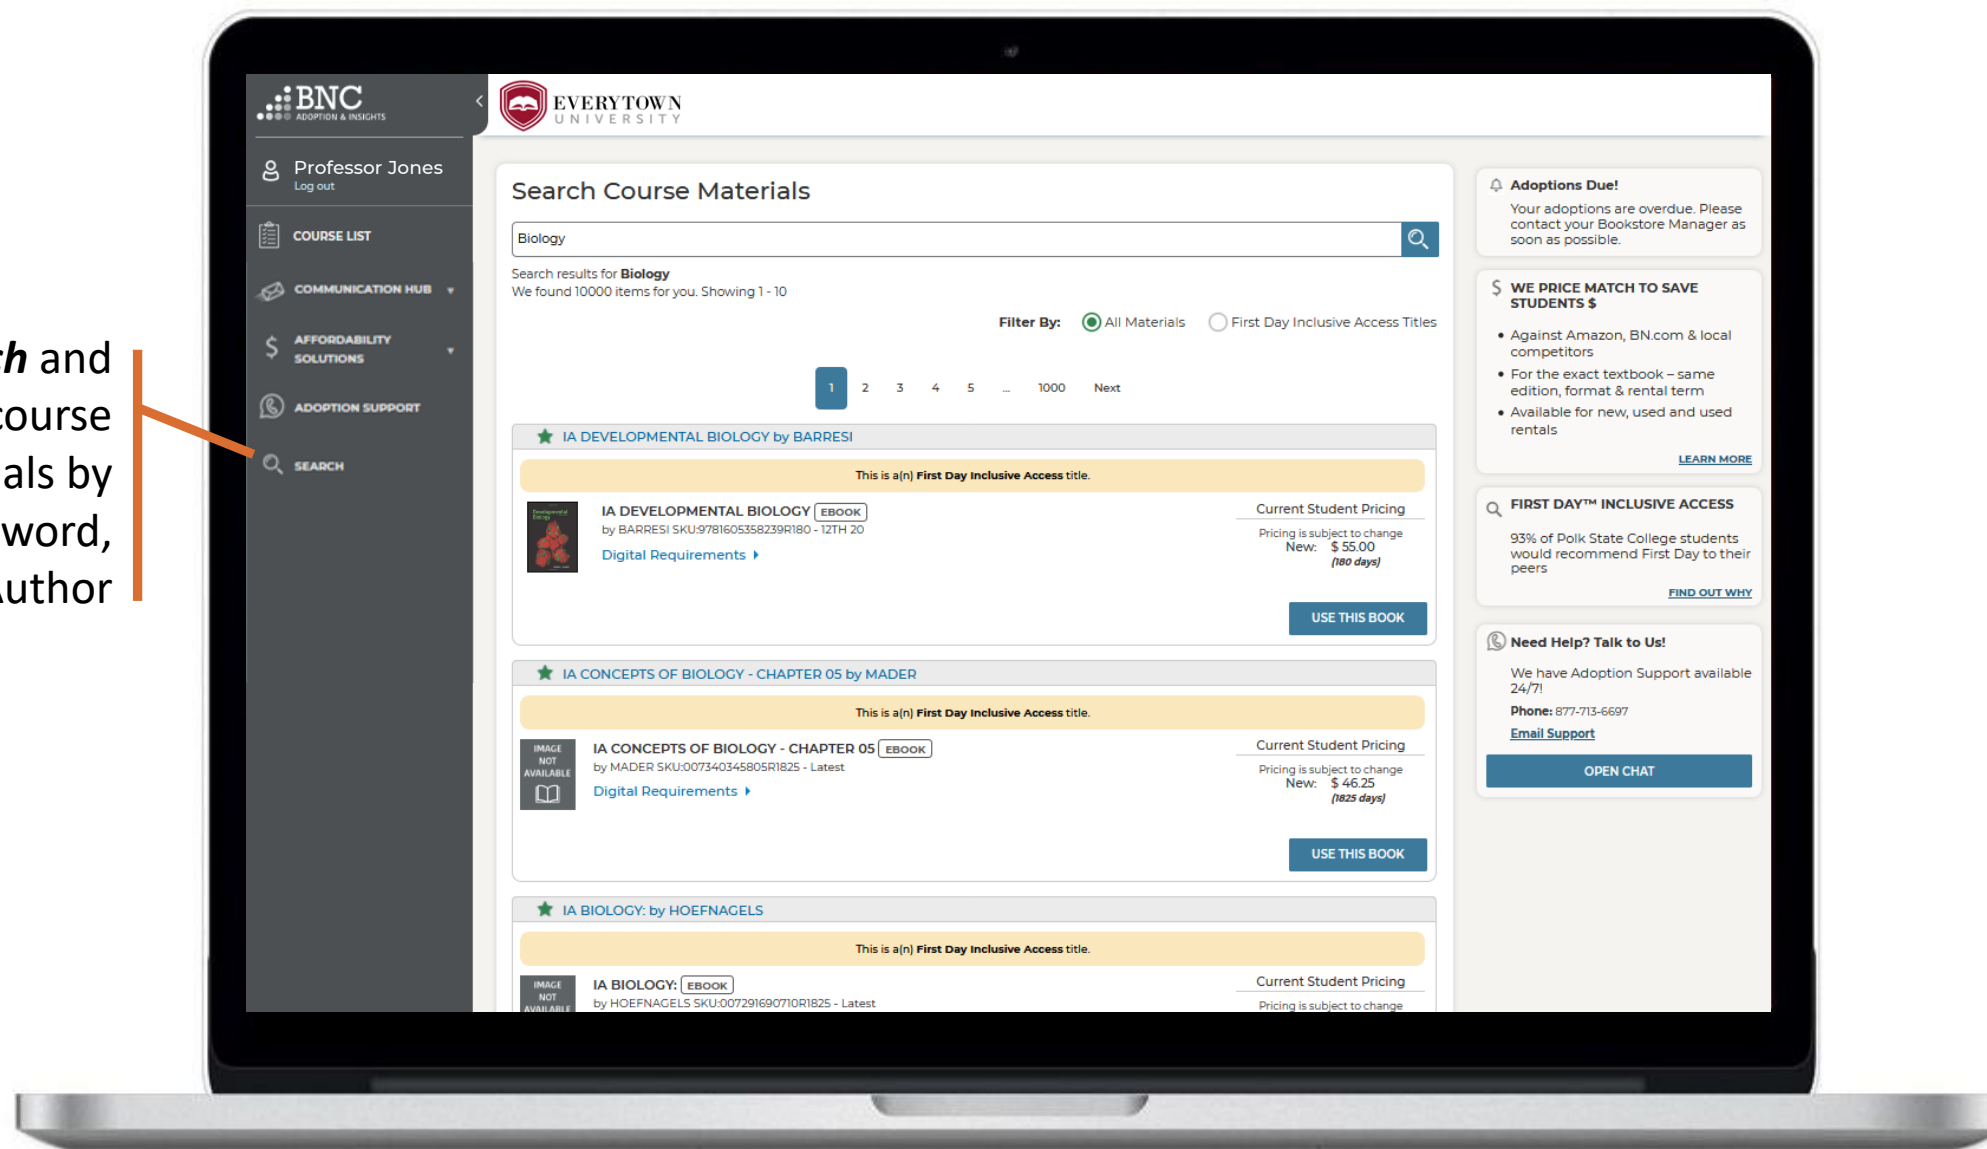 and
course
by
BNC
ADOPTION & INSIGHTS
Professor Jones
Log out
COURSE LIST
COMMUNICATION HUB
AFFORDABILITY
SOLUTIONS
ADOPTION SUPPORT
SEARCH
EVERYTOWN
UNIVERSITY
Search Course Materials
Biology
Search results for Biology
We found 10000 items for you. Showing 1 - 10
Filter By: All Materials First Day Inclusive Access Titles
1 2 3 4 5 ... 1000 Next
IA DEVELOPMENTAL BIOLOGY by BARRESI
This is a(n) First Day Inclusive Access title.
Developmental
Biology
IA DEVELOPMENTAL BIOLOGY EBOOK
by BARRESI SKU:9781605358239R180 - 12TH 20
Digital Requirements
Current Student Pricing
Pricing is subject to change
New: $ 55.00
(180 days)
USE THIS BOOK
IA CONCEPTS OF BIOLOGY - CHAPTER 05 by MADER
This is a(n) First Day Inclusive Access title.
IMAGE
NOT
AVAILABLE
IA CONCEPTS OF BIOLOGY - CHAPTER 05 EBOOK
by MADER SKU:007340345805R1825 - Latest
Digital Requirements
Current Student Pricing
Pricing is subject to change
New: $ 46.25
(1825 days)
USE THIS BOOK
IA BIOLOGY: by HOEFNAGELS
This is a(n) First Day Inclusive Access title.
IMAGE
NOT
AVAILABLE
IA BIOLOGY: EBOOK
by HOEFNAGELS SKU:007291690710R1825 - Latest
Current Student Pricing
Pricing is subject to change
Adoptions Due!
Your adoptions are overdue. Please
contact your Bookstore Manager as
soon as possible.
$ WE PRICE MATCH TO SAVE
STUDENTS $
• Against Amazon, BN.com & local
competitors
• For the exact textbook – same
edition, format & rental term
• Available for new, used and used
rentals
LEARN MORE
FIRST DAY™ INCLUSIVE ACCESS
93% of Polk State College students
would recommend First Day to their
peers
FIND OUT WHY
Need Help? Talk to Us!
We have Adoption Support available
24/7!
Phone: 877-713-6697
Email Support
OPEN CHAT